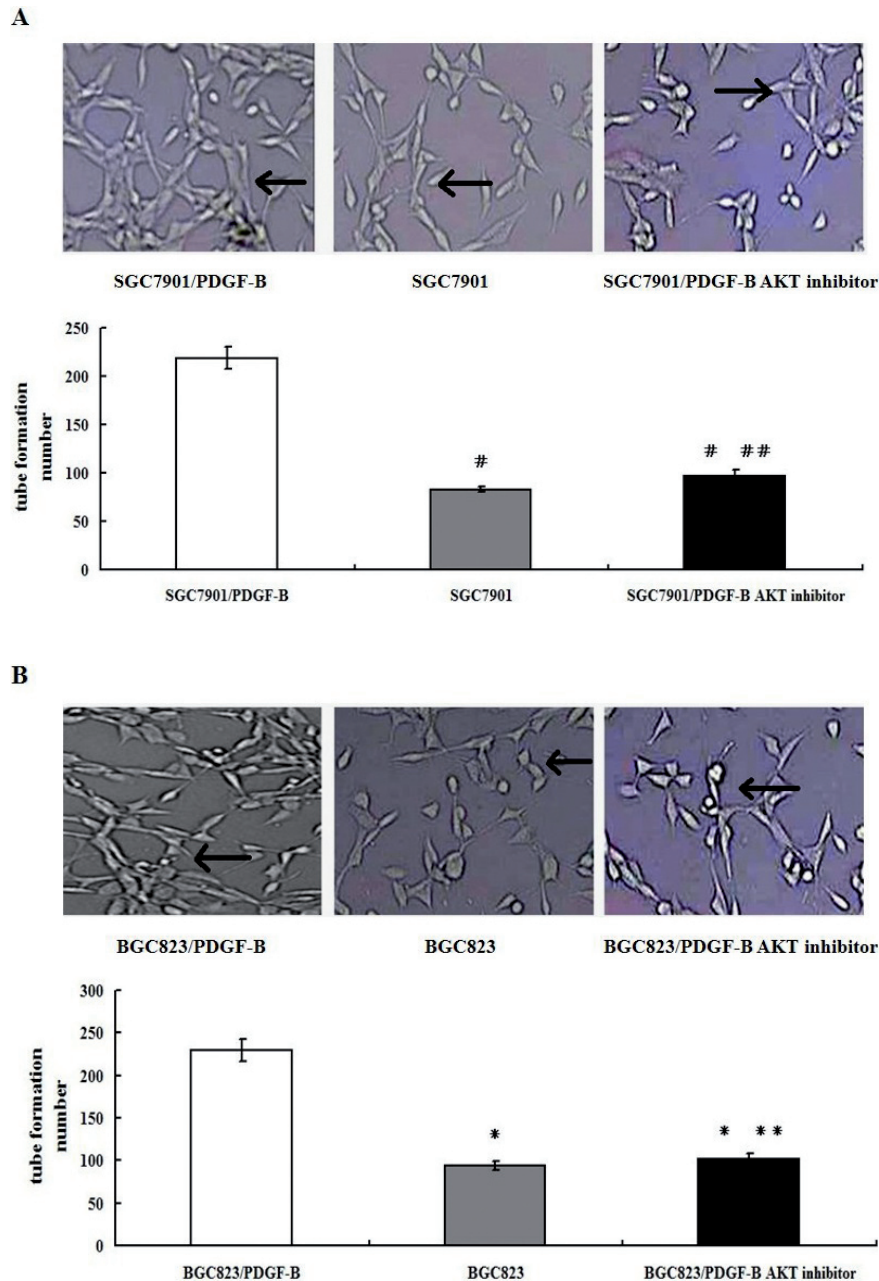 A
SGC7901/PDGF-B SGC7901 SGC7901/PDGF-B AKT inhibitor
tube formation
number
250
200
150
100
50
0
#
# ##
SGC7901/PDGF-B SGC7901 SGC7901/PDGF-B AKT inhibitor
B
BGC823/PDGF-B BGC823 BGC823/PDGF-B AKT inhibitor
tube formation
number
300
250
200
150
100
50
0
*
* **
BGC823/PDGF-B BGC823 BGC823/PDGF-B AKT inhibitor